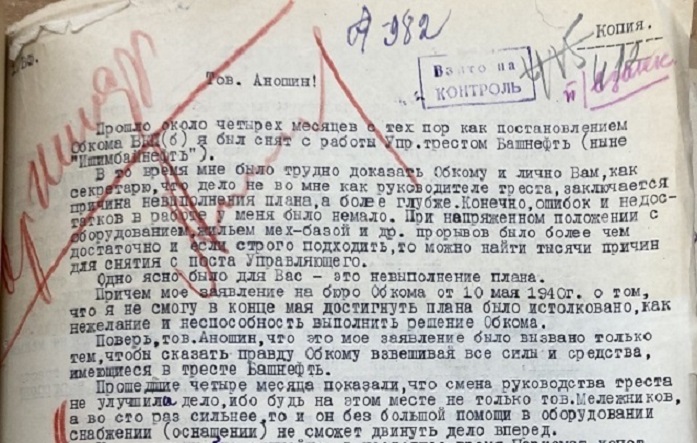 А 982
Копия.
Взято на
КОНТРОЛЬ
Тов. Аношин!
Прошло около четырех месяцев с тех пор как постановлением
Обкома ВКП(б) я был снят с работы Упр.трестом Башнефть (ныне
"Ишимбайнефть").
В то время мне было трудно доказать Обкому и лично Вам,как
секретарю,что дело не во мне как руководителе треста,заключается
причина невыполнения плана,а более глубже.Конечно,ошибок и недос-
татков в работе у меня было немало. При напряженном положении с
оборудованием,жильем мех-базой и др. прорывов было более чем
достаточно и если строго подходить,то можно найти тысячи причин
для снятия с поста Управляющего.
Одно ясно было для Вас - это невыполнение плана.
Причем мое заявление на бюро Обкома от 10 мая 1940г. о том,
что я не смогу в конце мая достигнуть плана было истолковано,как
нежелание и неспособность выполнить решение Обкома.
Поверь,тов.Аношин,что это мое заявление было вызвано только
тем,чтобы сказать правду Обкому взвешивая все силы и средства,
имеющиеся в тресте Башнефть.
Прошедшие четыре месяца показали,что смена руководства треста
не улучшила дело,ибо будь на этом месте не только тов.Мележников,
а во сто раз сильнее,то и он без большой помощи в оборудовании
снабжении (оснащении) не сможет двинуть дело вперед.